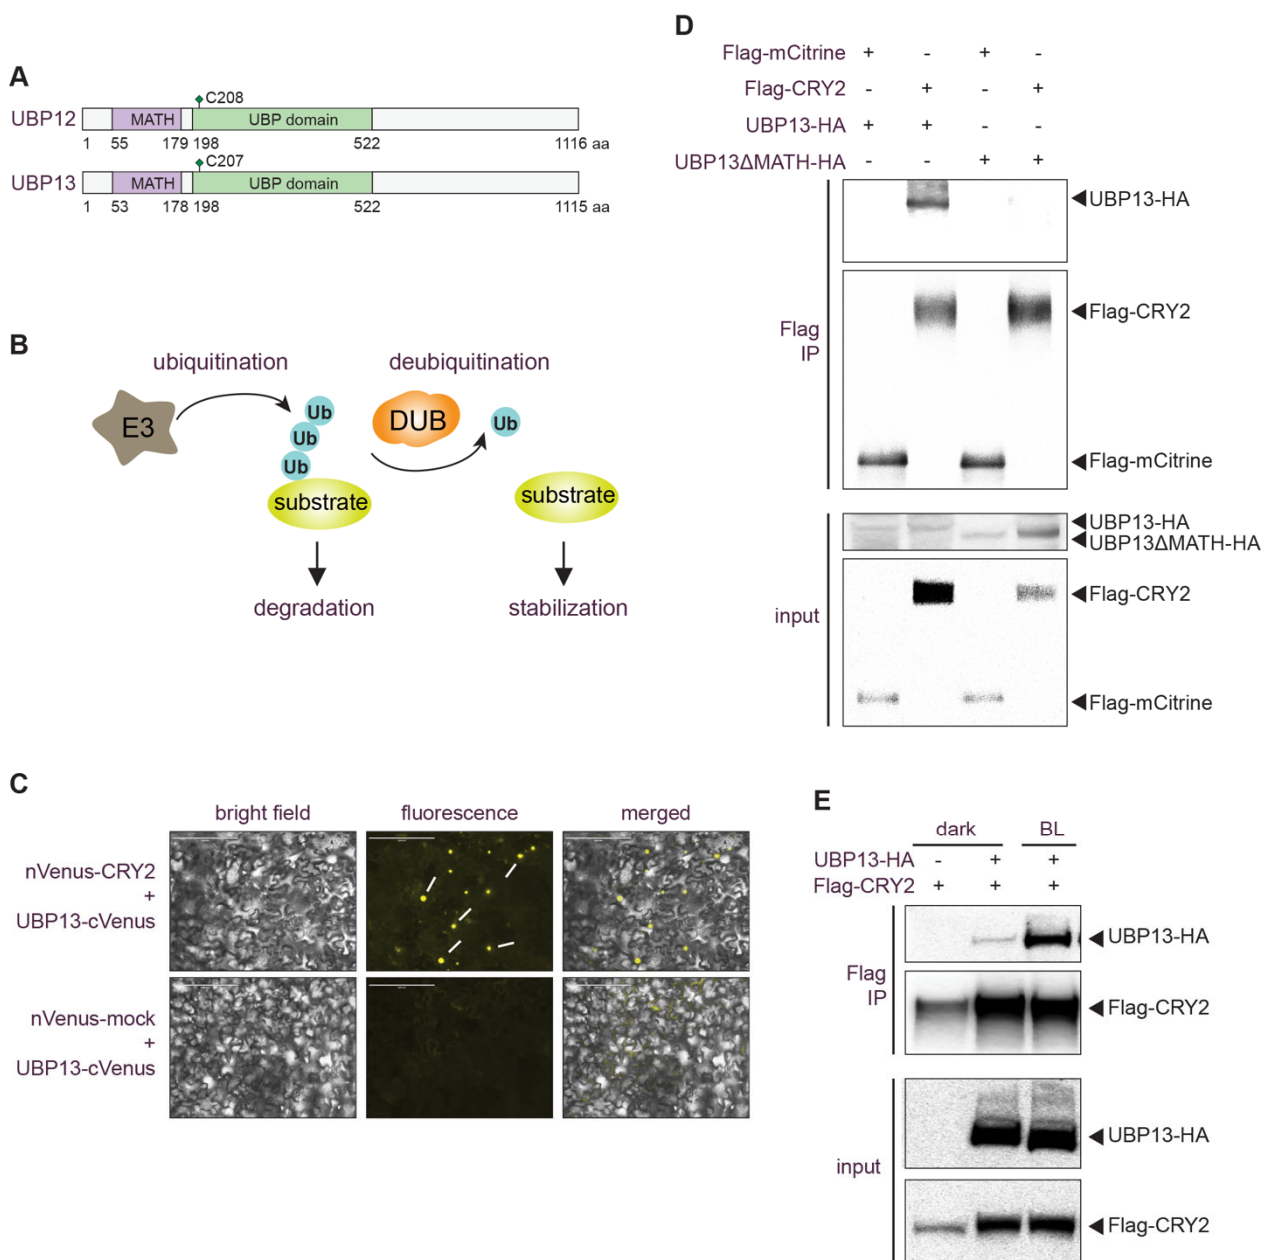 A
UBP12
C208
MATH
UBP domain
1 55 179 198 522 1116 aa
UBP13
C207
MATH
UBP domain
1 53 178 198 522 1115 aa
B
ubiquitination
deubiquitination
E3
Ub
Ub
Ub
DUB
Ub
substrate
substrate
degradation
stabilization
C
bright field fluorescence merged
nVenus-CRY2
+
UBP13-cVenus
nVenus-mock
+
UBP13-cVenus
D
Flag-mCitrine + - + -
Flag-CRY2 - + - +
UBP13-HA + + - -
UBP13ΔMATH-HA - - + +
Flag
IP
UBP13-HA
Flag-CRY2
Flag-mCitrine
input
UBP13-HA
UBP13ΔMATH-HA
Flag-CRY2
Flag-mCitrine
E
dark BL
UBP13-HA - + +
Flag-CRY2 + + +
Flag
IP
UBP13-HA
Flag-CRY2
input
UBP13-HA
Flag-CRY2